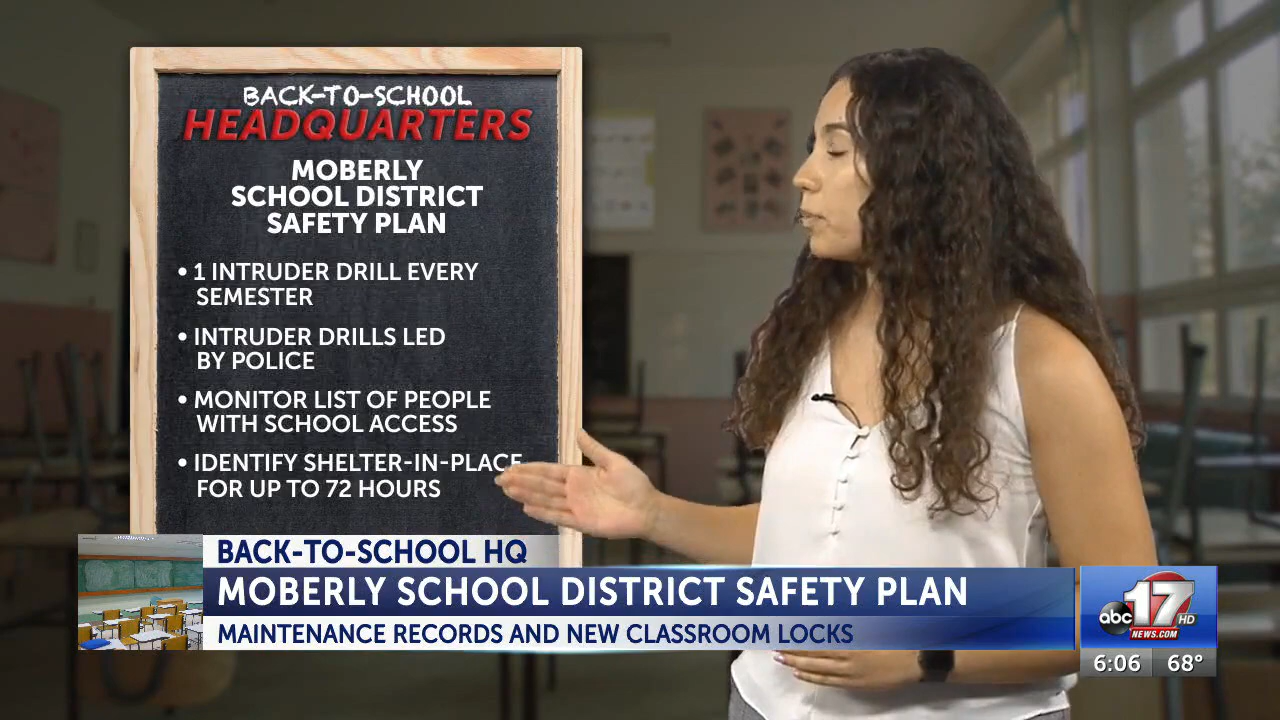 BACK-TO-SCHOOL
HEADQUARTERS
MOBERLY
SCHOOL DISTRICT
SAFETY PLAN
• 1 INTRUDER DRILL EVERY
SEMESTER
• INTRUDER DRILLS LED
BY POLICE
• MONITOR LIST OF PEOPLE
WITH SCHOOL ACCESS
• IDENTIFY SHELTER-IN-PLACE
FOR UP TO 72 HOURS
BACK-TO-SCHOOL HQ
MOBERLY SCHOOL DISTRICT SAFETY PLAN
MAINTENANCE RECORDS AND NEW CLASSROOM LOCKS
abc 17 HD
NEWS.COM
6:06 68°